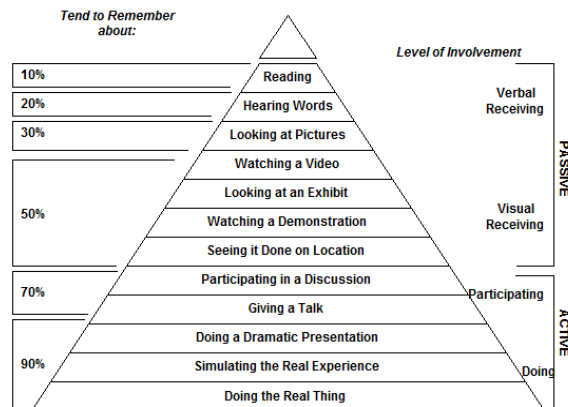 Tend to Remember
about:
Level of Involvement
10%
Reading
Verbal
Receiving
20%
Hearing Words
30%
Looking at Pictures
PASSIVE
50%
Watching a Video
Looking at an Exhibit
Watching a Demonstration
Seeing it Done on Location
Visual
Receiving
70%
Participating in a Discussion
Giving a Talk
Participating
ACTIVE
90%
Doing a Dramatic Presentation
Simulating the Real Experience
Doing the Real Thing
Doing